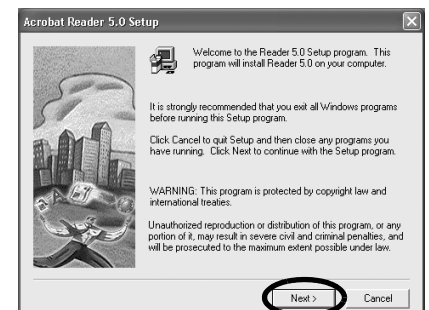 Acrobat Reader 5.0 Setup
Welcome to the Reader 5.0 Setup program. This
program will install Reader 5.0 on your computer.
It is strongly recommended that you exit all Windows programs
before running this Setup program.
Click Cancel to quit Setup and then close any programs you
have running. Click Next to continue with the Setup program.
WARNING: This program is protected by copyright law and
international treaties.
Unauthorized reproduction or distribution of this program, or any
portion of it, may result in severe civil and criminal penalties, and
will be prosecuted to the maximum extent possible under law.
Next >
Cancel